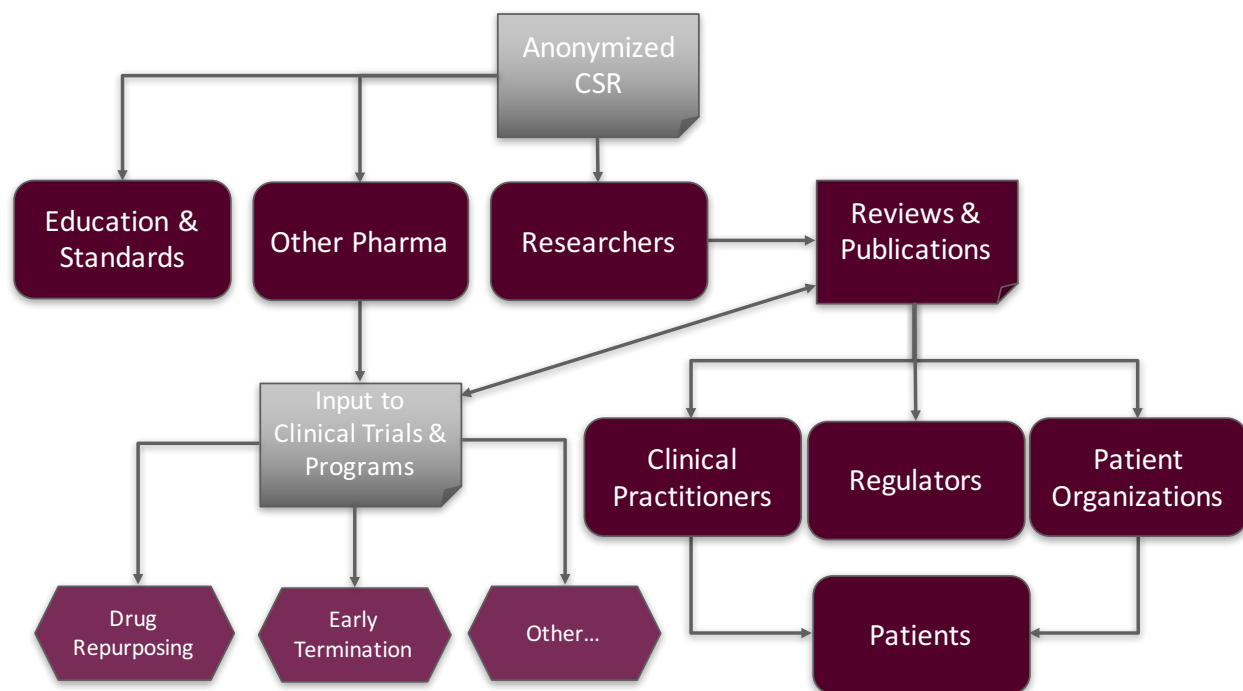 Anonymized
CSR
Education &
Standards
Other Pharma
Researchers
Reviews &
Publications
Input to
Clinical Trials &
Programs
Clinical
Practitioners
Regulators
Patient
Organizations
Drug
Repurposing
Early
Termination
Other...
Patients